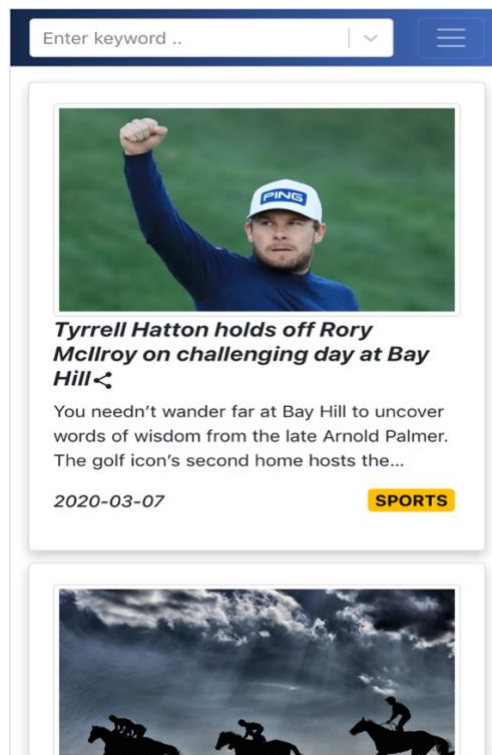 Enter keyword ..
PING
Tyrrell Hatton holds off Rory
McIlroy on challenging day at Bay
Hill
You needn’t wander far at Bay Hill to uncover
words of wisdom from the late Arnold Palmer.
The golf icon’s second home hosts the...
2020-03-07 SPORTS